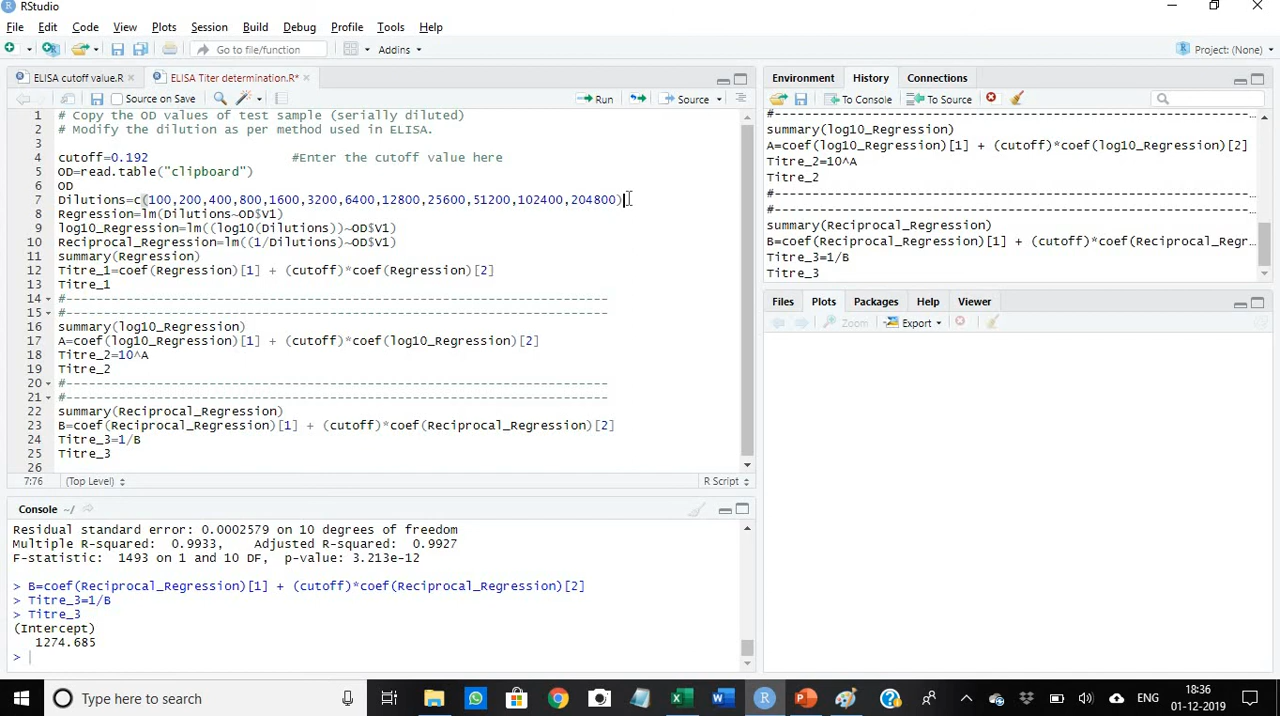 RStudio
File Edit Code View Plots Session Build Debug Profile Tools Help
Go to file/function Addins Project: (None)
ELISA cutoff value.R ELISA Titer determination.R*
Source on Save Run Source
1 # Copy the OD values of test sample (serially diluted)
2 # Modify the dilution as per method used in ELISA.
3
4 cutoff=0.192 #Enter the cutoff value here
5 OD=read.table("clipboard")
6 OD
7 Dilutions=c(100,200,400,800,1600,3200,6400,12800,25600,51200,102400,204800)
8 Regression=lm(Dilutions~OD$V1)
9 log10_Regression=lm((log10(Dilutions))~OD$V1)
10 Reciprocal_Regression=lm((1/Dilutions)~OD$V1)
11 summary(Regression)
12 Titre_1=coef(Regression)[1] + (cutoff)*coef(Regression)[2]
13 Titre_1
14 #------------------------------------------------------------------------
15 #------------------------------------------------------------------------
16 summary(log10_Regression)
17 A=coef(log10_Regression)[1] + (cutoff)*coef(log10_Regression)[2]
18 Titre_2=10^A
19 Titre_2
20 #------------------------------------------------------------------------
21 #------------------------------------------------------------------------
22 summary(Reciprocal_Regression)
23 B=coef(Reciprocal_Regression)[1] + (cutoff)*coef(Reciprocal_Regression)[2]
24 Titre_3=1/B
25 Titre_3
26
7:76 (Top Level) R Script
Console ~/
Residual standard error: 0.0002579 on 10 degrees of freedom
Multiple R-squared:  0.9933,    Adjusted R-squared:  0.9927
F-statistic:  1493 on 1 and 10 DF,  p-value: 3.213e-12
> B=coef(Reciprocal_Regression)[1] + (cutoff)*coef(Reciprocal_Regression)[2]
> Titre_3=1/B
> Titre_3
(Intercept)
1274.685
>
Environment History Connections
To Console To Source
#------------------------------------------------------------------------…
summary(log10_Regression)
A=coef(log10_Regression)[1] + (cutoff)*coef(log10_Regression)[2]
Titre_2=10^A
Titre_2
#------------------------------------------------------------------------…
#------------------------------------------------------------------------…
summary(Reciprocal_Regression)
B=coef(Reciprocal_Regression)[1] + (cutoff)*coef(Reciprocal_Regr…
Titre_3=1/B
Titre_3
Files Plots Packages Help Viewer
Zoom Export
Type here to search
ENG
18:36
01-12-2019